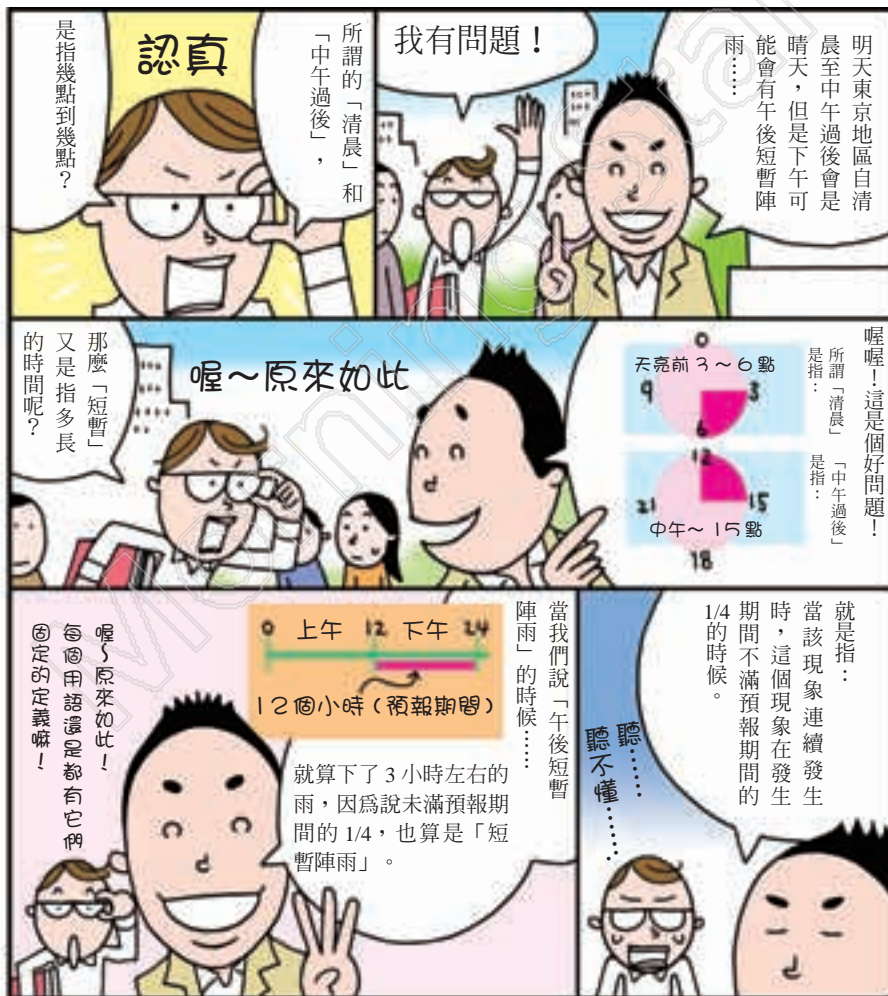 明天東京地區自清
晨至中午過後會是
晴天，但是下午可
能會有午後短暫陣
雨……
我有問題！
所謂的「清晨」和
「中午過後」，
是指幾點到幾點？
認真
喔喔！這是個好問題！
所謂「清晨」
是指：
0
天亮前3～6點
9
3
6
「中午過後」
是指：
12
21
15
中午～15點
18
喔～原來如此
那麼「短暫」
又是指多長
的時間呢？
就是指：
當該現象連續發生
時，這個現象在發生
期間不滿預報期間的
1/4的時候。
聽……
聽不懂……
當我們說「午後短暫
陣雨」的時候……
0 上午 12 下午 24
12個小時（預報期間）
就算下了3小時左右的
雨，因爲說未滿預報期
間的1/4，也算是「短
暫陣雨」。
喔～原來如此！
每個用語還是都有它們
固定的定義嘛！